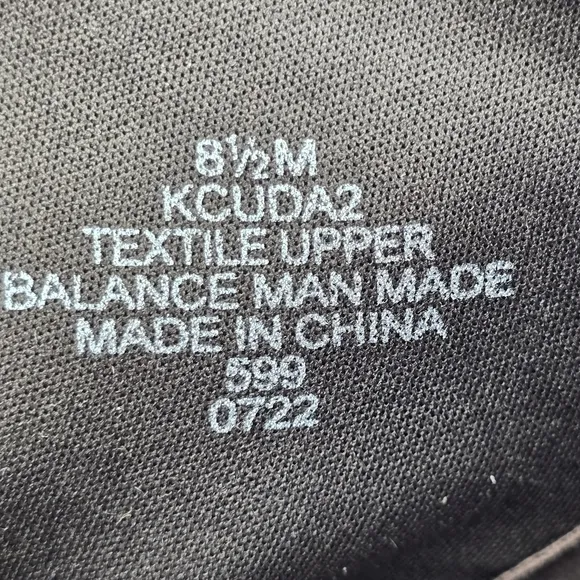 8½M
KCUDA2
TEXTILE UPPER
BALANCE MAN MADE
MADE IN CHINA
599
0722